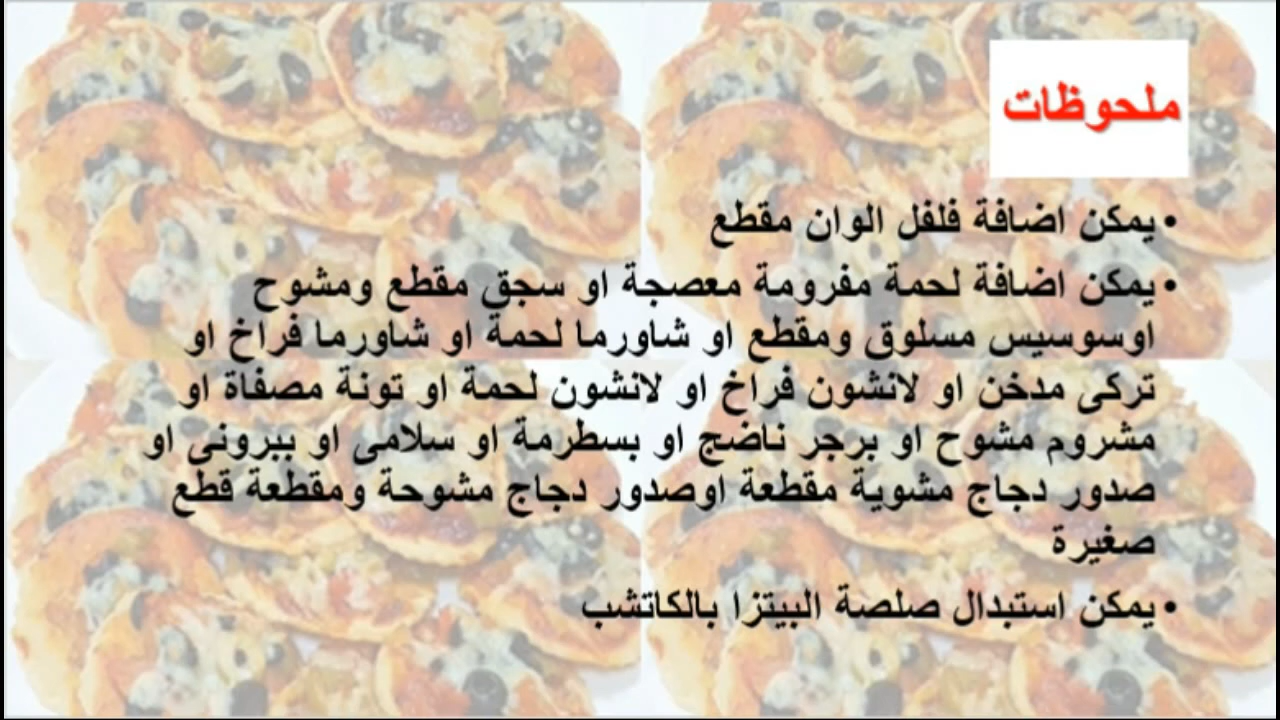 ملحوظات
• يمكن اضافة فلفل الوان مقطع
• يمكن اضافة لحمة مفرومة معصجة او سجق مقطع ومشوح
اوسوسيس مسلوق ومقطع او شاورما لحمة او شاورما فراخ او
تركى مدخن او لانشون فراخ او لانشون لحمة او تونة مصفاة او
مشروم مشوح او برجر ناضج او بسطرمة او سلامى او ببرونى او
صدور دجاج مشوية مقطعة اوصدور دجاج مشوحة ومقطعة قطع
صغيرة
• يمكن استبدال صلصة البيتزا بالكاتشب